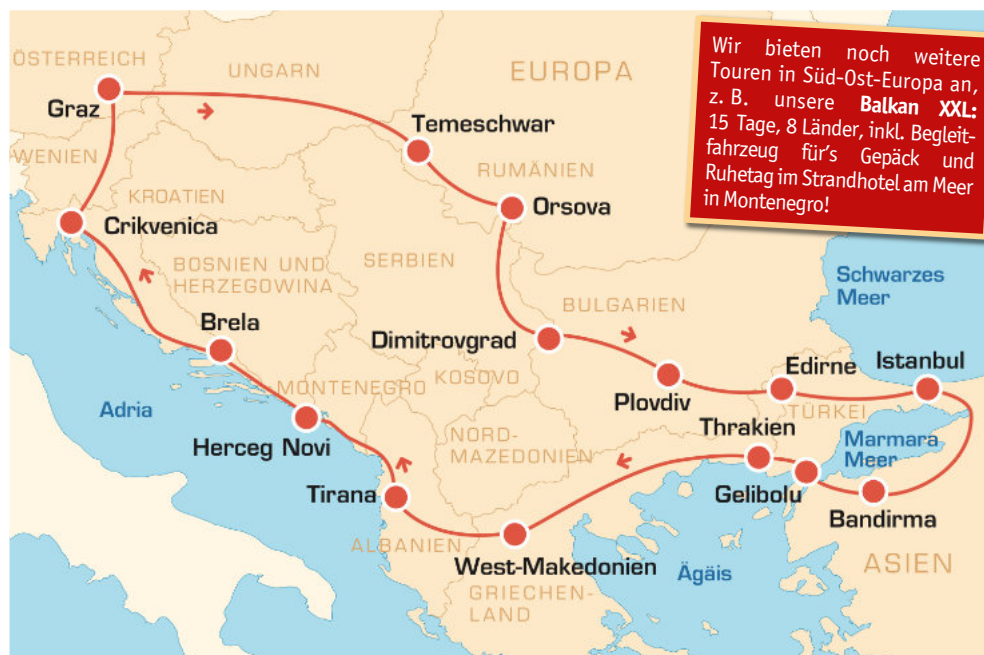 Wir bieten noch weitere
Touren in Süd-Ost-Europa an,
z. B. unsere Balkan XXL:
15 Tage, 8 Länder, inkl. Begleit-
fahrzeug für's Gepäck und
Ruhetag im Strandhotel am Meer
in Montenegro!
ÖSTERREICH
UNGARN
EUROPA
Graz
Temeschwar
WENIEN
RUMÄNIEN
KROATIEN
Orsova
Crikvenica
BOSNIEN UND
HERZEGOWINA
SERBIEN
Schwarzes
Meer
BULGARIEN
Brela
Dimitrovgrad
Edirne
Istanbul
MONTENEGRO
KOSOVO
Plovdiv
TÜRKEI
Adria
Herceg Novi
NORD-
MAZEDONIEN
Thrakien
Marmara
Meer
Tirana
Gelibolu
Bandirma
ALBANIEN
West-Makedonien
Ägäis
ASIEN
GRIECHEN-
LAND